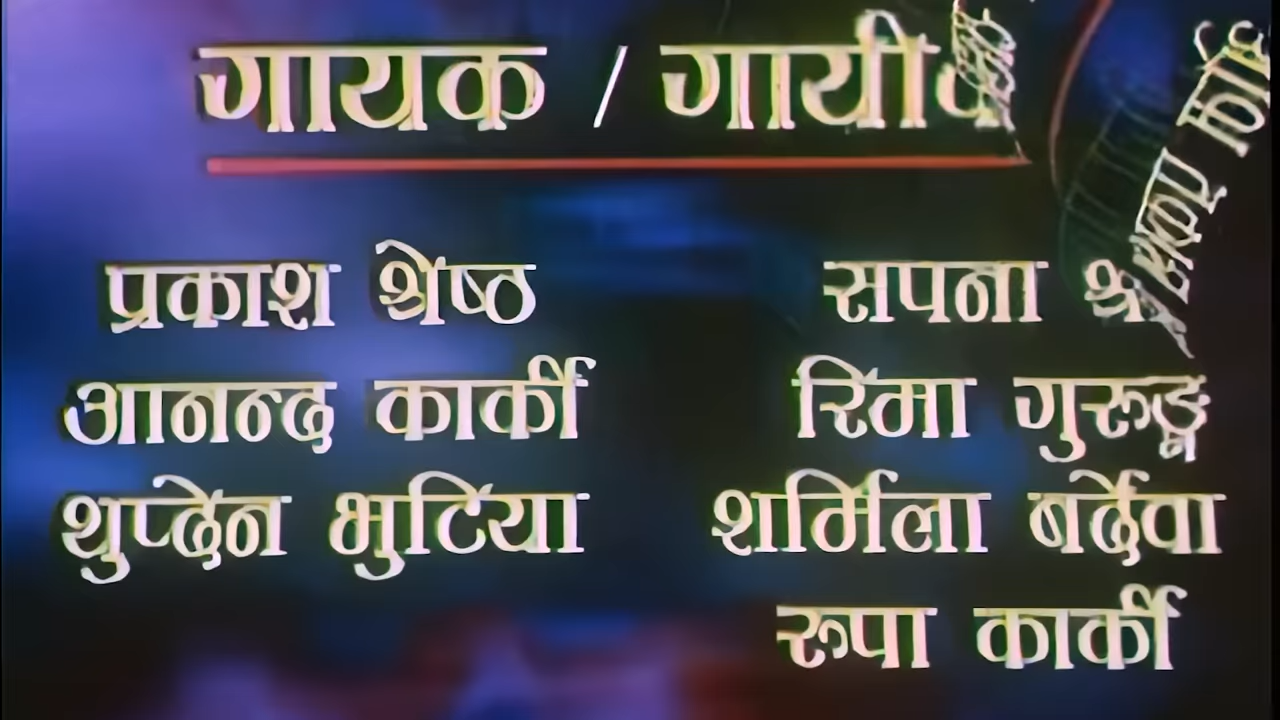 गायक / गायीका
प्रकाश श्रेष्ठ सपना
आनन्द कार्की रिमा गुरूङ्ग
थुप्देन भुटिया शर्मिला बर्देवा
रूपा कार्की